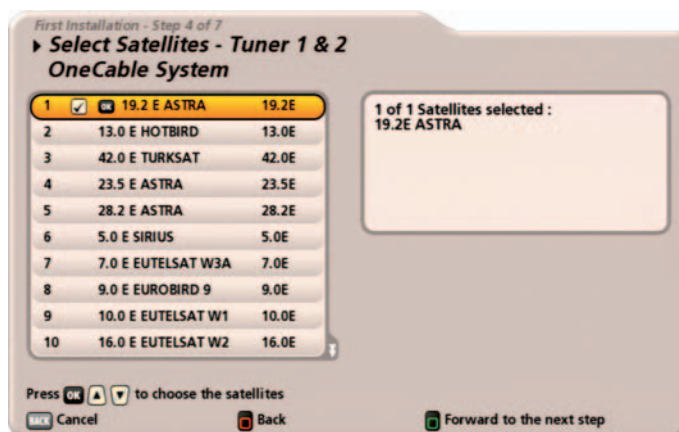 First Installation - Step 4 of 7
Select Satellites - Tuner 1 & 2
OneCable System
1 OK 19.2 E ASTRA 19.2E
2 13.0 E HOTBIRD 13.0E
3 42.0 E TURKSAT 42.0E
4 23.5 E ASTRA 23.5E
5 28.2 E ASTRA 28.2E
6 5.0 E SIRIUS 5.0E
7 7.0 E EUTELSAT W3A 7.0E
8 9.0 E EUROBIRD 9 9.0E
9 10.0 E EUTELSAT W1 10.0E
10 16.0 E EUTELSAT W2 16.0E
1 of 1 Satellites selected :
19.2E ASTRA
Press OK to choose the satellites
BACK Cancel Back Forward to the next step